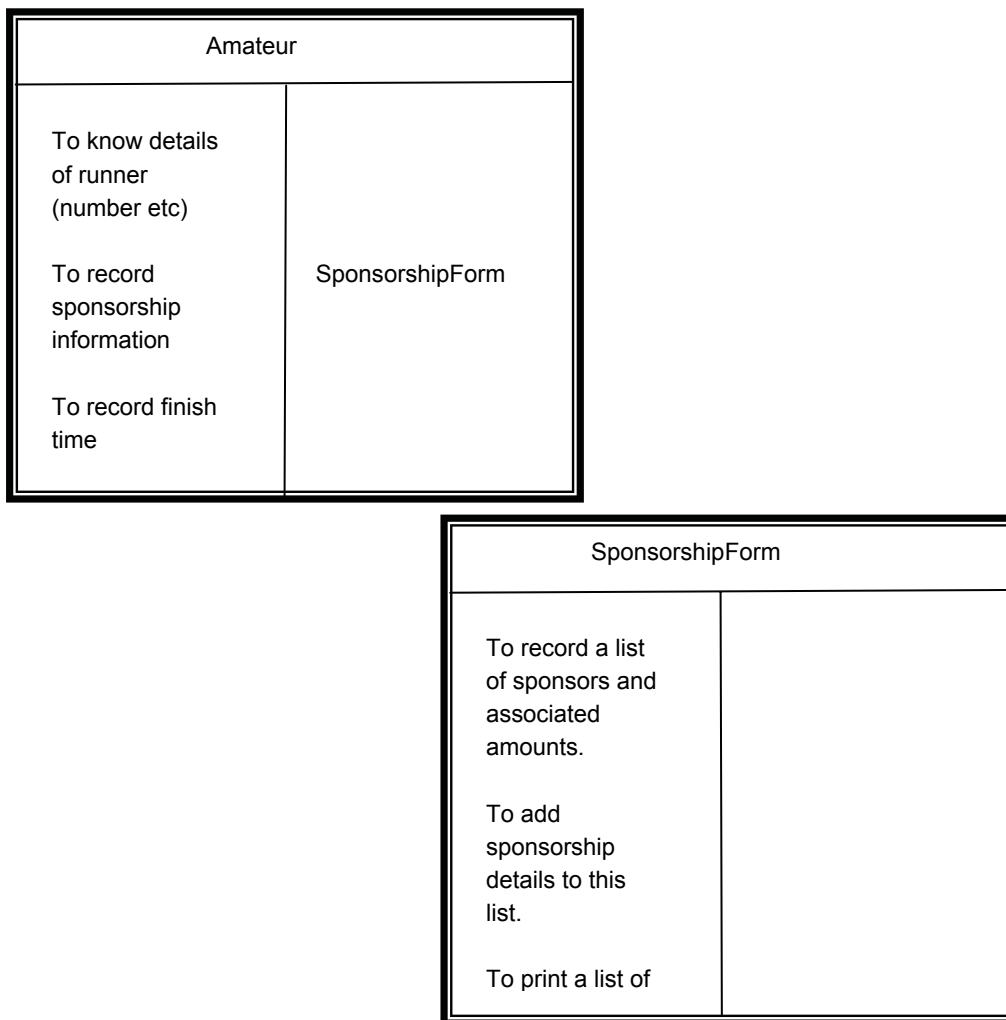 Amateur
To know details
of runner
(number etc)
To record
sponsorship
information
To record finish
time
SponsorshipForm
SponsorshipForm
To record a list
of sponsors and
associated
amounts.
To add
sponsorship
details to this
list.
To print a list of